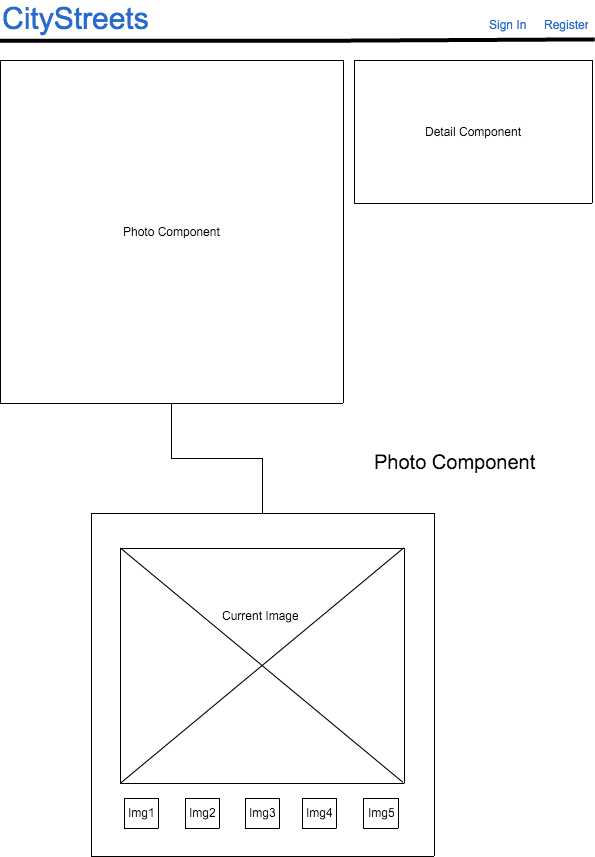 CityStreets
Sign In Register
Detail Component
Photo Component
Photo Component
Current Image
Img1 Img2 Img3 Img4 Img5